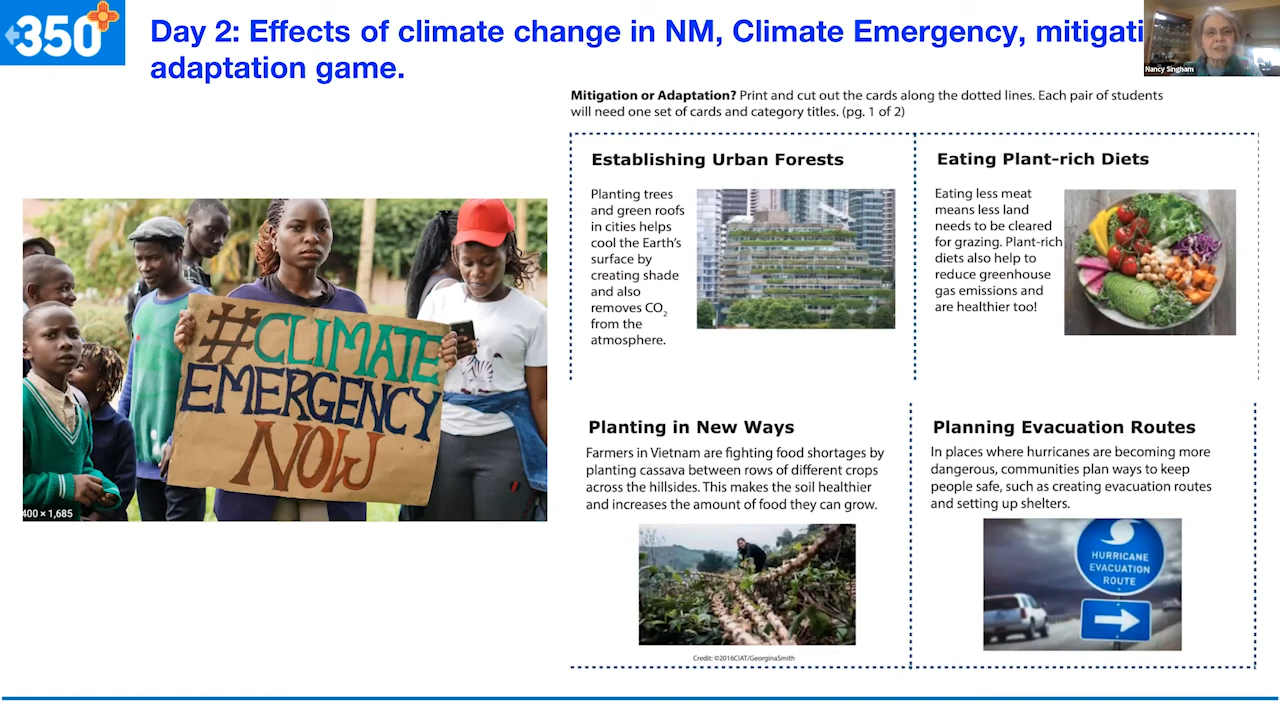 350
Day 2: Effects of climate change in NM, Climate Emergency, mitigati
adaptation game.
Nancy Singham
Mitigation or Adaptation? Print and cut out the cards along the dotted lines. Each pair of students
will need one set of cards and category titles. (pg. 1 of 2)
#CLIMATE
EMERGENCY
NOW
400 × 1,685
Establishing Urban Forests
Planting trees
and green roofs
in cities helps
cool the Earth's
surface by
creating shade
and also
removes CO₂
from the
atmosphere.
Eating Plant-rich Diets
Eating less meat
means less land
needs to be cleared
for grazing. Plant-rich
diets also help to
reduce greenhouse
gas emissions and
are healthier too!
Planting in New Ways
Farmers in Vietnam are fighting food shortages by
planting cassava between rows of different crops
across the hillsides. This makes the soil healthier
and increases the amount of food they can grow.
Credit: ©2016CIAT/GeorginaSmith
Planning Evacuation Routes
In places where hurricanes are becoming more
dangerous, communities plan ways to keep
people safe, such as creating evacuation routes
and setting up shelters.
HURRICANE
EVACUATION
ROUTE